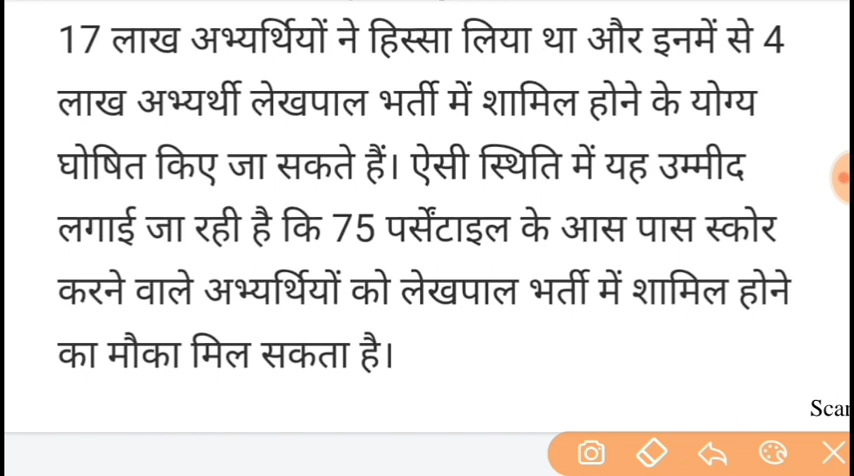 17 लाख अभ्यर्थियों ने हिस्सा लिया था और इनमें से 4
लाख अभ्यर्थी लेखपाल भर्ती में शामिल होने के योग्य
घोषित किए जा सकते हैं। ऐसी स्थिति में यह उम्मीद
लगाई जा रही है कि 75 पर्सेंटाइल के आस पास स्कोर
करने वाले अभ्यर्थियों को लेखपाल भर्ती में शामिल होने
का मौका मिल सकता है।